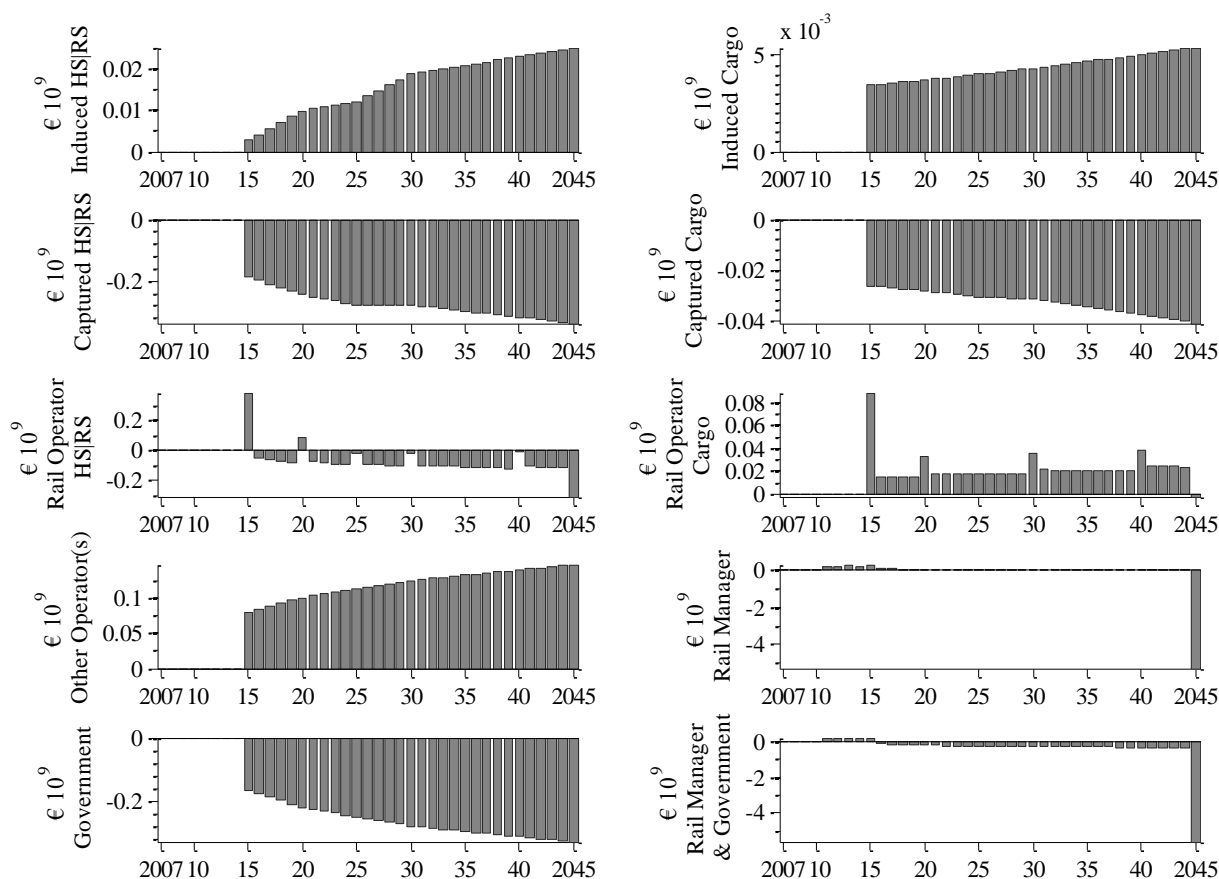 € 10^9
Induced HS|RS
0.02
0.01
0
2007 10 15 20 25 30 35 40 2045
x 10^-3
€ 10^9
Induced Cargo
5
0
2007 10 15 20 25 30 35 40 2045
€ 10^9
Captured HS|RS
0
-0.2
2007 10 15 20 25 30 35 40 2045
€ 10^9
Captured Cargo
0
-0.02
-0.04
2007 10 15 20 25 30 35 40 2045
€ 10^9
Rail Operator
HS|RS
0.2
0
-0.2
2007 10 15 20 25 30 35 40 2045
€ 10^9
Rail Operator
Cargo
0.08
0.06
0.04
0.02
0
2007 10 15 20 25 30 35 40 2045
€ 10^9
Other Operator(s)
0.1
0.05
0
2007 10 15 20 25 30 35 40 2045
€ 10^9
Rail Manager
0
-2
-4
2007 10 15 20 25 30 35 40 2045
€ 10^9
Government
0
-0.2
2007 10 15 20 25 30 35 40 2045
€ 10^9
Rail Manager
& Government
0
-2
-4
2007 10 15 20 25 30 35 40 2045